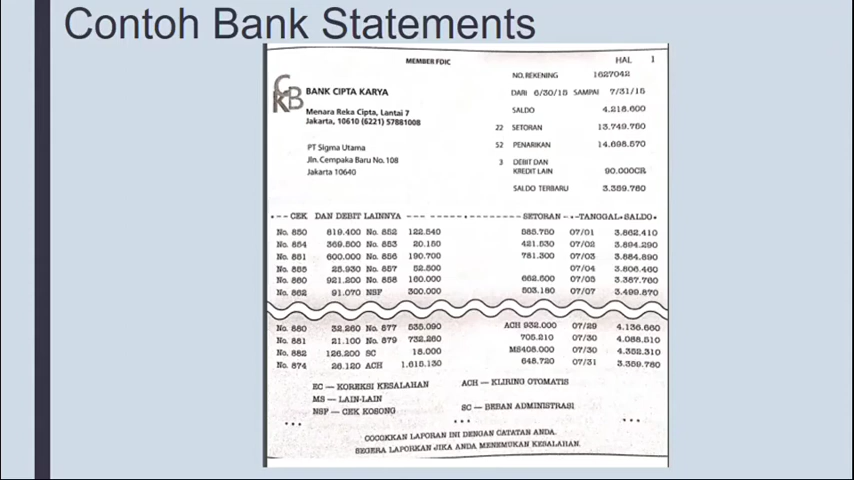 Contoh Bank Statements
MEMBER FDIC
HAL 1
CKB BANK CIPTA KARYA
Menara Reka Cipta, Lantai 7
Jakarta, 10610 (6221) 57881008
PT Sigma Utama
Jln. Cempaka Baru No. 108
Jakarta 10640
NO. REKENING 1627042
DARI 6/30/15 SAMPAI 7/31/15
SALDO 4.218.600
22 SETORAN 13.749.750
52 PENARIKAN 14.698.570
3 DEBIT DAN
KREDIT LAIN 90.000CR
SALDO TERBARU 3.359.780
CEK DAN DEBIT LAINNYA SETORAN TANGGAL SALDO
No. 850 819.400 No. 852 122.540 585.750 07/01 3.862.410
No. 854 369.500 No. 853 20.150 421.530 07/02 3.894.290
No. 851 600.000 No. 856 190.700 781.300 07/03 3.884.890
No. 855 25.930 No. 857 52.500 07/04 3.806.460
No. 860 921.200 No. 858 160.000 662.500 07/05 3.387.760
No. 862 91.070 NSF 300.000 503.180 07/07 3.499.870
No. 880 32.260 No. 877 535.090 ACH 932.000 07/29 4.136.660
No. 881 21.100 No. 879 732.260 705.210 07/30 4.088.510
No. 882 126.200 SC 18.000 MS408.000 07/30 4.352.310
No. 874 26.120 ACH 1.615.130 648.720 07/31 3.359.780
EC — KOREKSI KESALAHAN ACH — KLIRING OTOMATIS
MS — LAIN-LAIN
NSF — CEK KOSONG SC — BEBAN ADMINISTRASI
*** *** ***
COCOKKAN LAPORAN INI DENGAN CATATAN ANDA.
SEGERA LAPORKAN JIKA ANDA MENEMUKAN KESALAHAN.